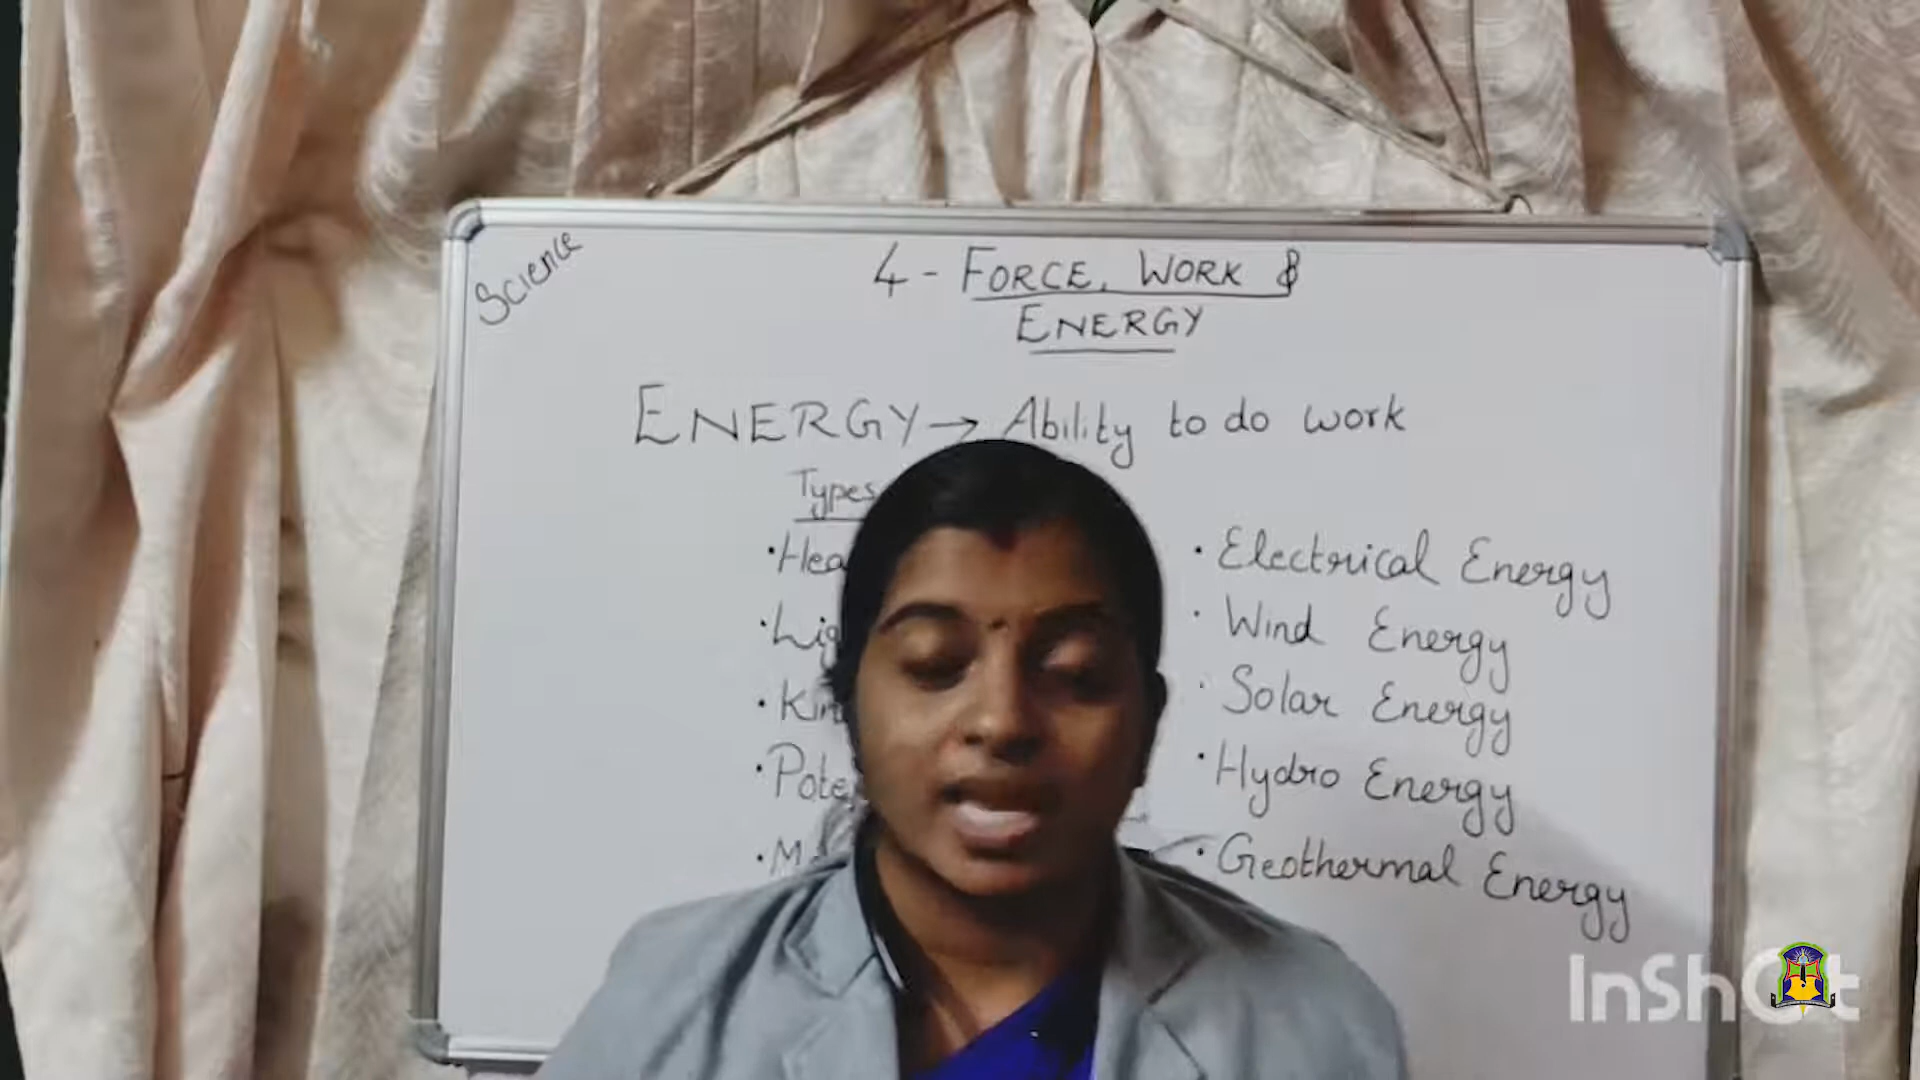 Science
4 - FORCE, WORK &
ENERGY
ENERGY → Ability to do work
Types
• Electrical Energy
• Wind Energy
• Solar Energy
• Hydro Energy
• Geothermal Energy
InShot